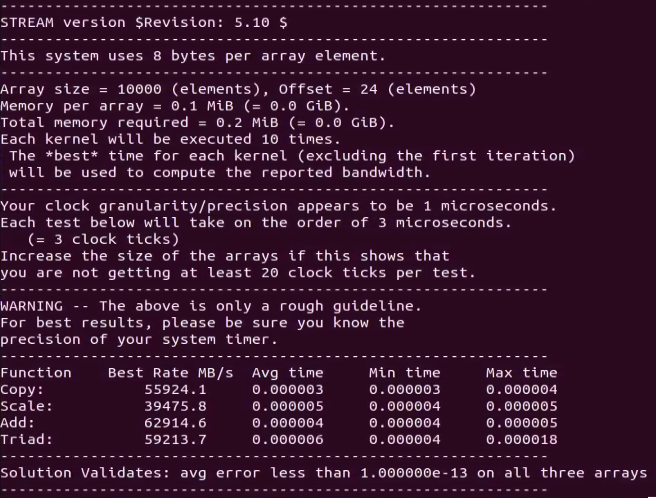 -------------------------------------------------------------
STREAM version $Revision: 5.10 $
-------------------------------------------------------------
This system uses 8 bytes per array element.
-------------------------------------------------------------
Array size = 10000 (elements), Offset = 24 (elements)
Memory per array = 0.1 MiB (= 0.0 GiB).
Total memory required = 0.2 MiB (= 0.0 GiB).
Each kernel will be executed 10 times.
 The *best* time for each kernel (excluding the first iteration)
 will be used to compute the reported bandwidth.
-------------------------------------------------------------
Your clock granularity/precision appears to be 1 microseconds.
Each test below will take on the order of 3 microseconds.
   (= 3 clock ticks)
Increase the size of the arrays if this shows that
you are not getting at least 20 clock ticks per test.
-------------------------------------------------------------
WARNING -- The above is only a rough guideline.
For best results, please be sure you know the
precision of your system timer.
-------------------------------------------------------------
Function    Best Rate MB/s  Avg time     Min time     Max time
Copy:           55924.1     0.000003     0.000003     0.000004
Scale:          39475.8     0.000005     0.000004     0.000005
Add:            62914.6     0.000004     0.000004     0.000005
Triad:          59213.7     0.000006     0.000004     0.000018
-------------------------------------------------------------
Solution Validates: avg error less than 1.000000e-13 on all three arrays
-------------------------------------------------------------